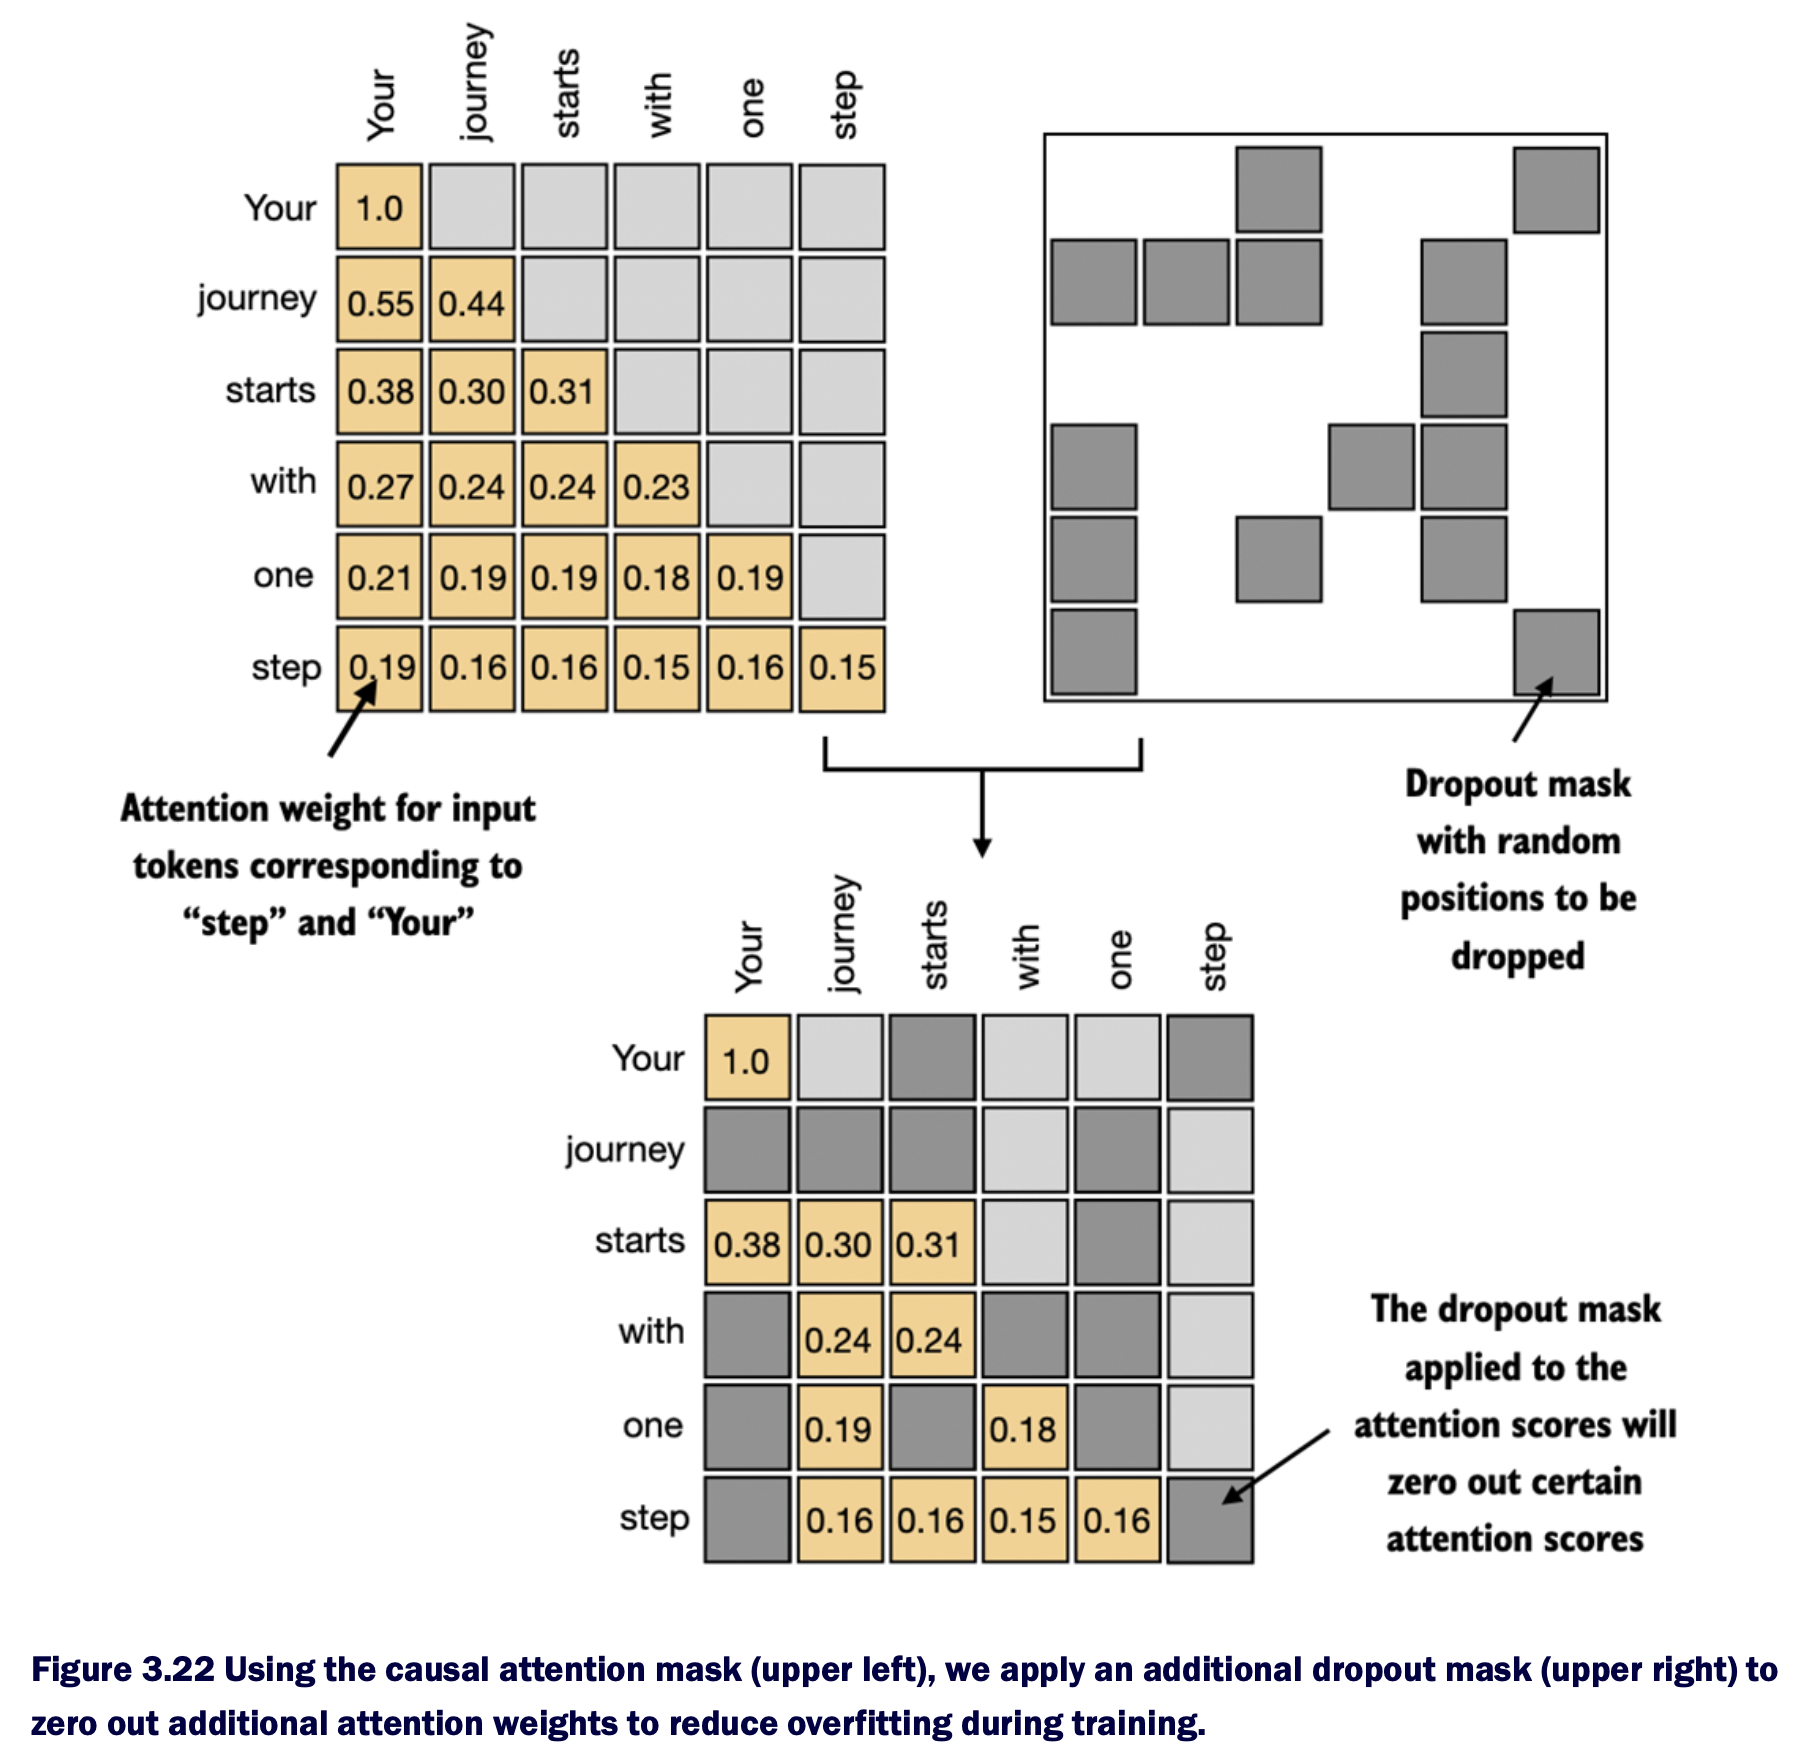 Your journey starts with one step
Your 1.0
journey 0.55 0.44
starts 0.38 0.30 0.31
with 0.27 0.24 0.24 0.23
one 0.21 0.19 0.19 0.18 0.19
step 0.19 0.16 0.16 0.15 0.16 0.15
Attention weight for input
tokens corresponding to
“step” and “Your”
Dropout mask
with random
positions to be
dropped
Your journey starts with one step
Your 1.0
journey
starts 0.38 0.30 0.31
with 0.24 0.24
one 0.19 0.18
step 0.16 0.16 0.15 0.16
The dropout mask
applied to the
attention scores will
zero out certain
attention scores
Figure 3.22 Using the causal attention mask (upper left), we apply an additional dropout mask (upper right) to
zero out additional attention weights to reduce overfitting during training.